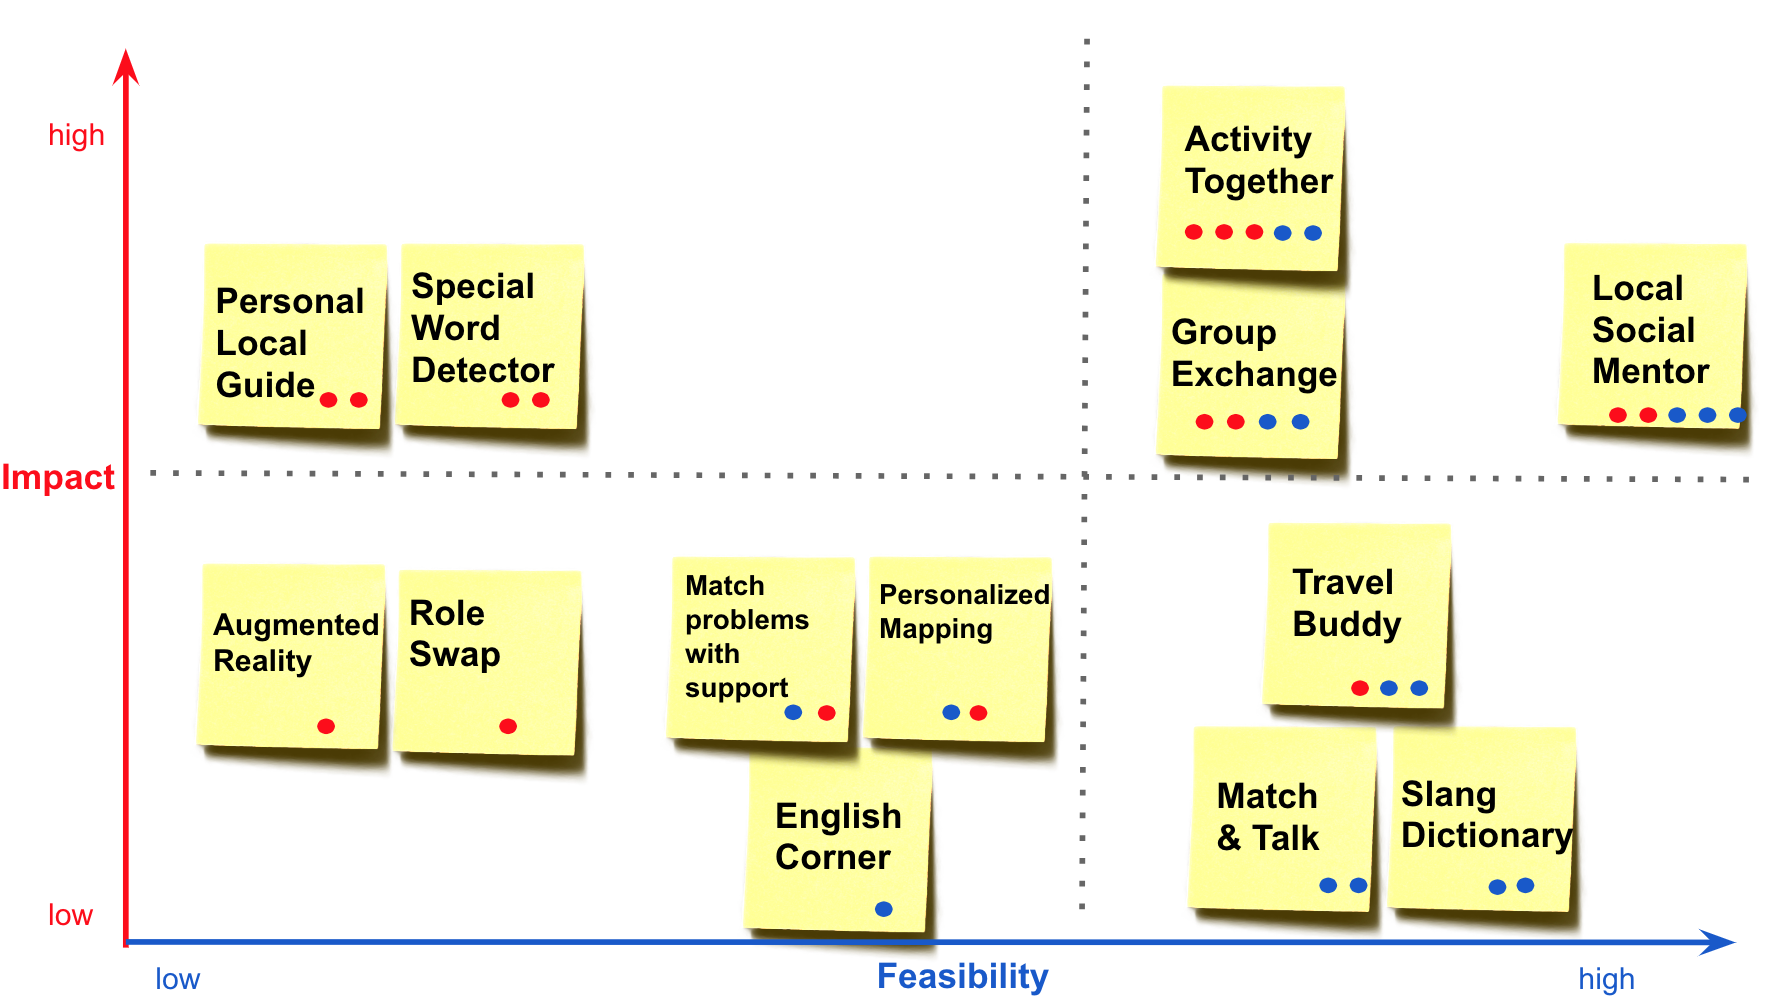 high
Activity
Together
Personal
Local
Guide
Special
Word
Detector
Group
Exchange
Local
Social
Mentor
Impact
Augmented
Reality
Role
Swap
Match
problems
with
support
Personalized
Mapping
Travel
Buddy
English
Corner
Match
& Talk
Slang
Dictionary
low
low
Feasibility
high